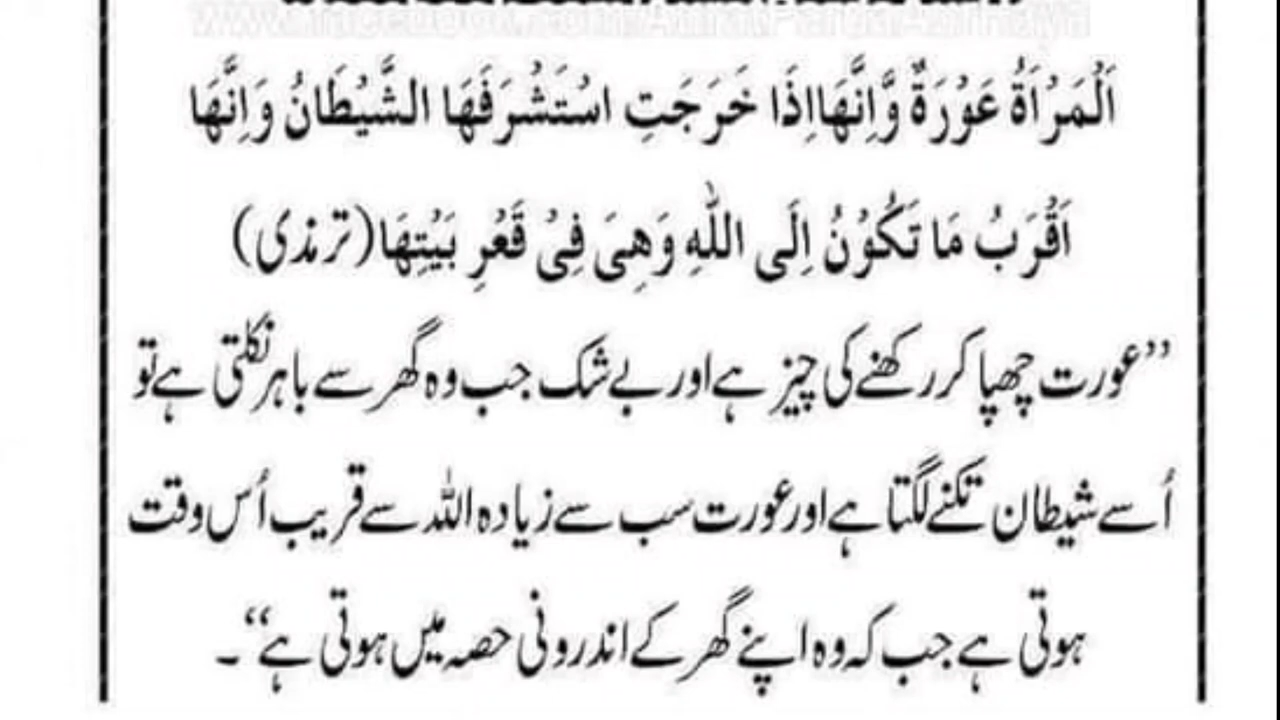 اَلْمَرْاَةُ عَوْرَةٌ وَّاِنَّهَااِذَا خَرَجَتِ اسْتَشْرَفَهَا الشَّيْطَانُ وَاِنَّهَا
اَقْرَبُ مَا تَكُوْنُ اِلَى اللّٰهِ وَهِىَ فِىْ قَعْرِ بَيْتِهَا (ترمذی)
’’عورت چھپا کر رکھنے کی چیز ہے اور بے شک جب وہ گھر سے باہر نکلتی ہے تو
اُسے شیطان تکنے لگتا ہے اور عورت سب سے زیادہ اللہ سے قریب اُس وقت
ہوتی ہے جب کہ وہ اپنے گھر کے اندرونی حصہ میں ہوتی ہے‘‘۔